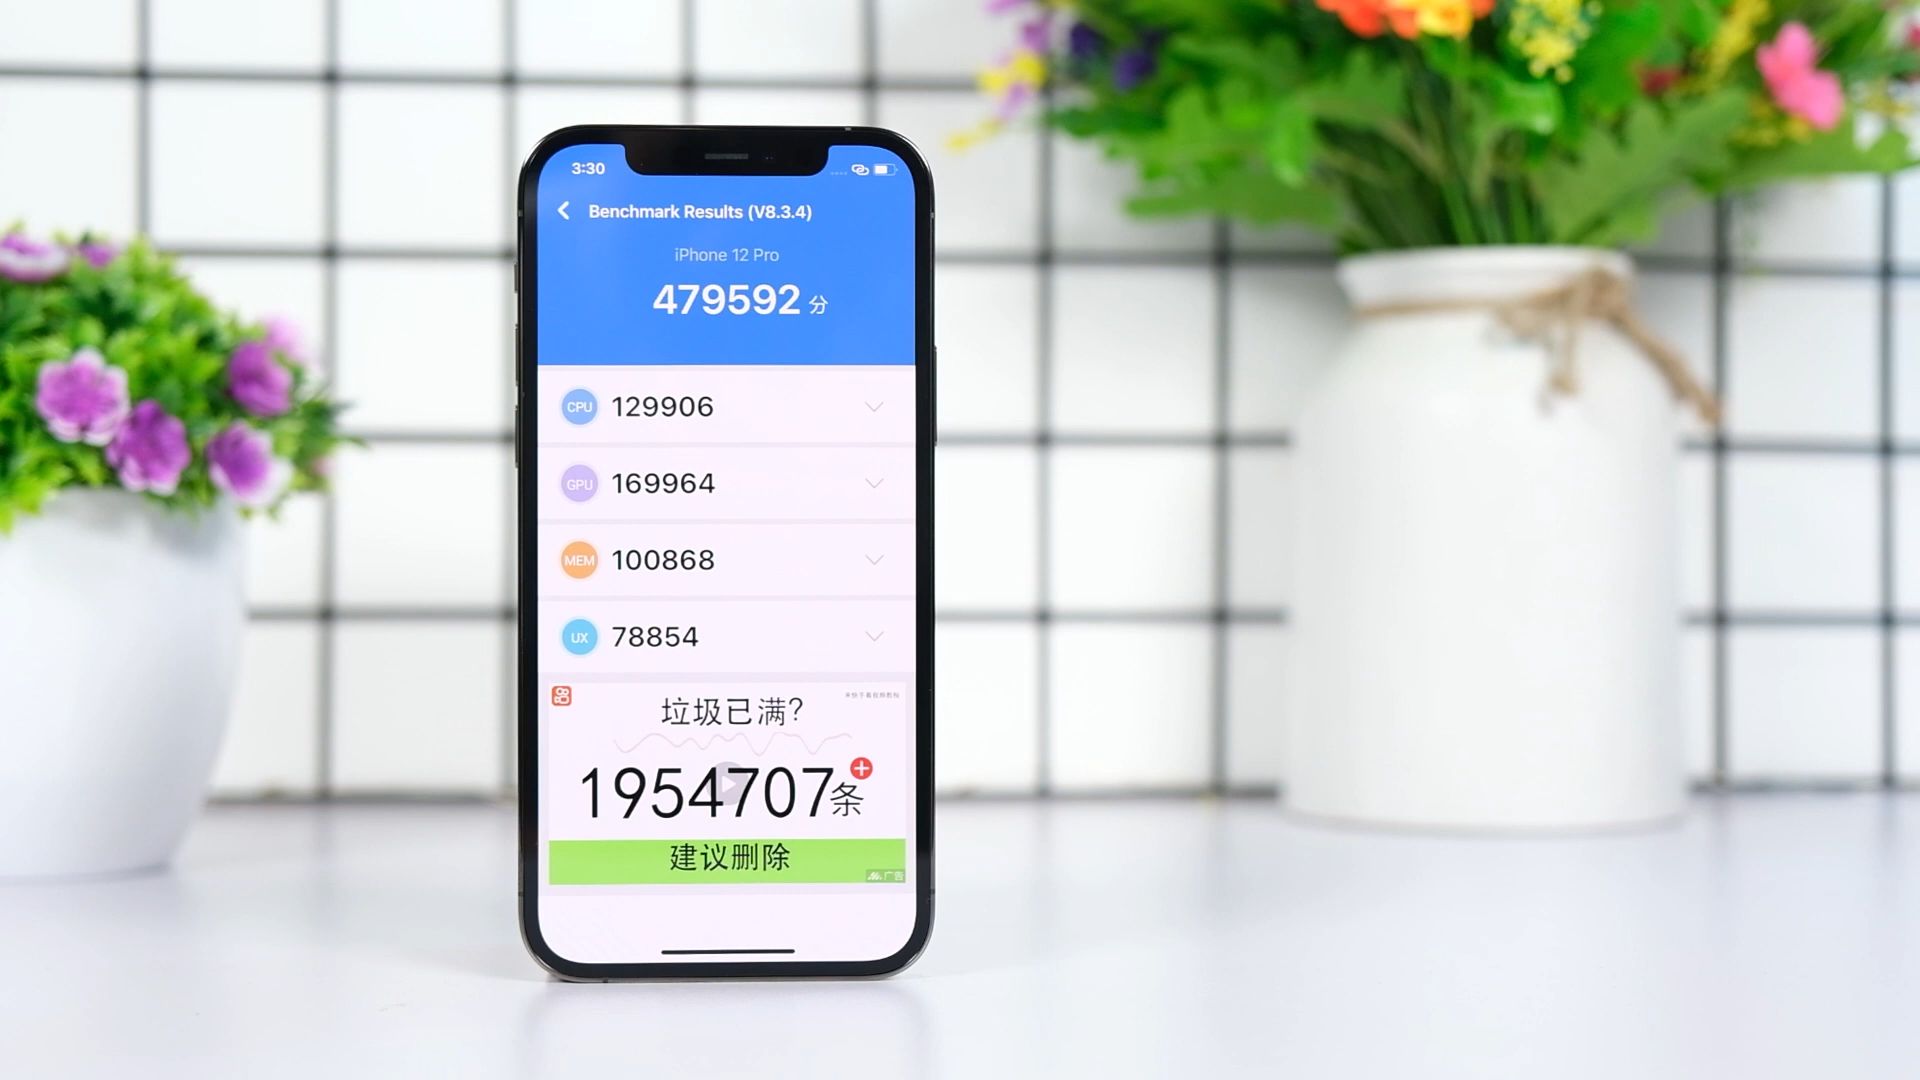 3:30
Benchmark Results (V8.3.4)
iPhone 12 Pro
479592 分
CPU 129906
GPU 169964
MEM 100868
UX 78854
垃圾已满?
1954707条
建议删除
广告